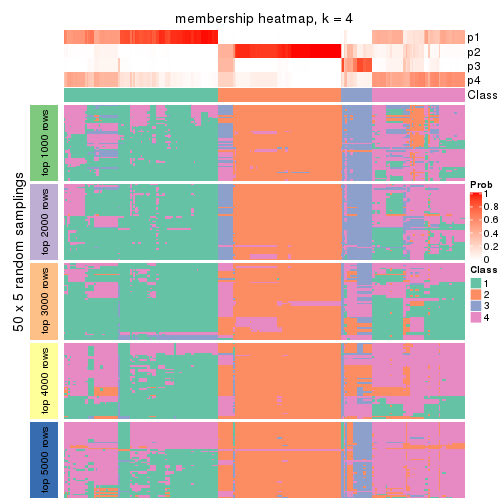 membership heatmap, k = 4
p1
p2
p3
p4
Class
50 x 5 random samplings
top 1000 rows
top 2000 rows
top 3000 rows
top 4000 rows
top 5000 rows
Prob
1
0.8
0.6
0.4
0.2
0
Class
1
2
3
4